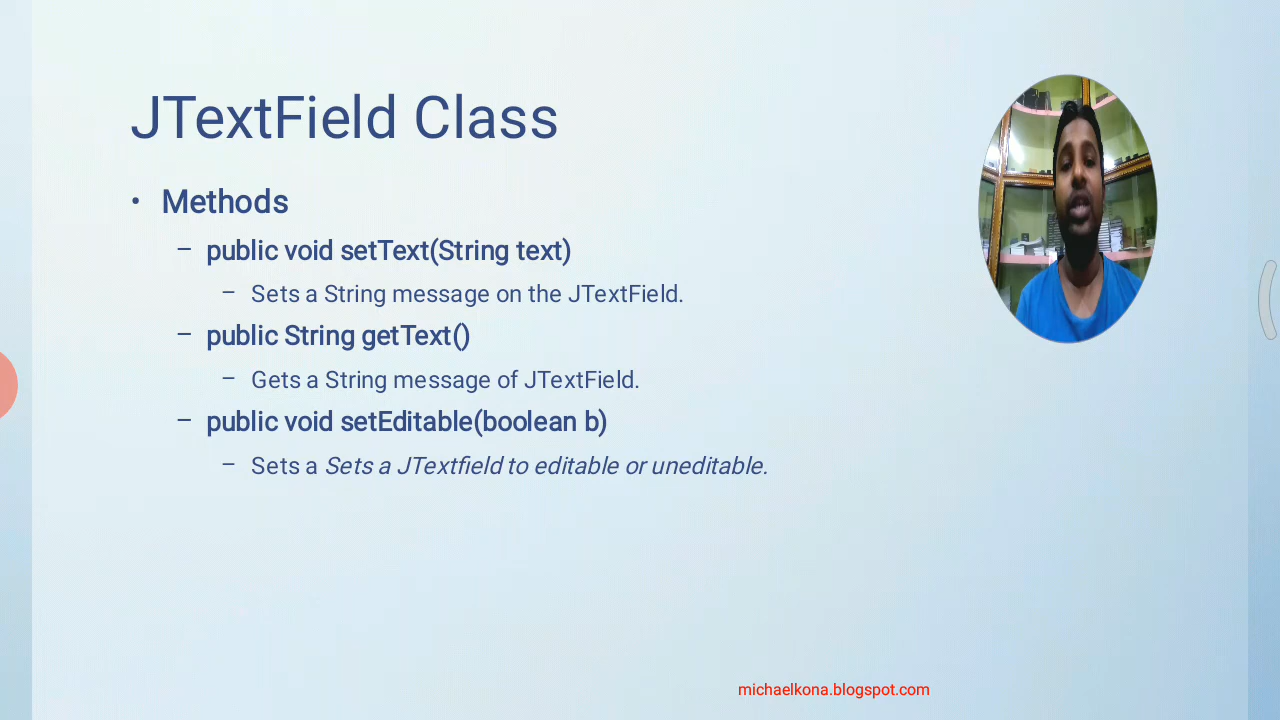 JTextField Class
• Methods
– public void setText(String text)
– Sets a String message on the JTextField.
– public String getText()
– Gets a String message of JTextField.
– public void setEditable(boolean b)
– Sets a Sets a JTextfield to editable or uneditable.
michaelkona.blogspot.com